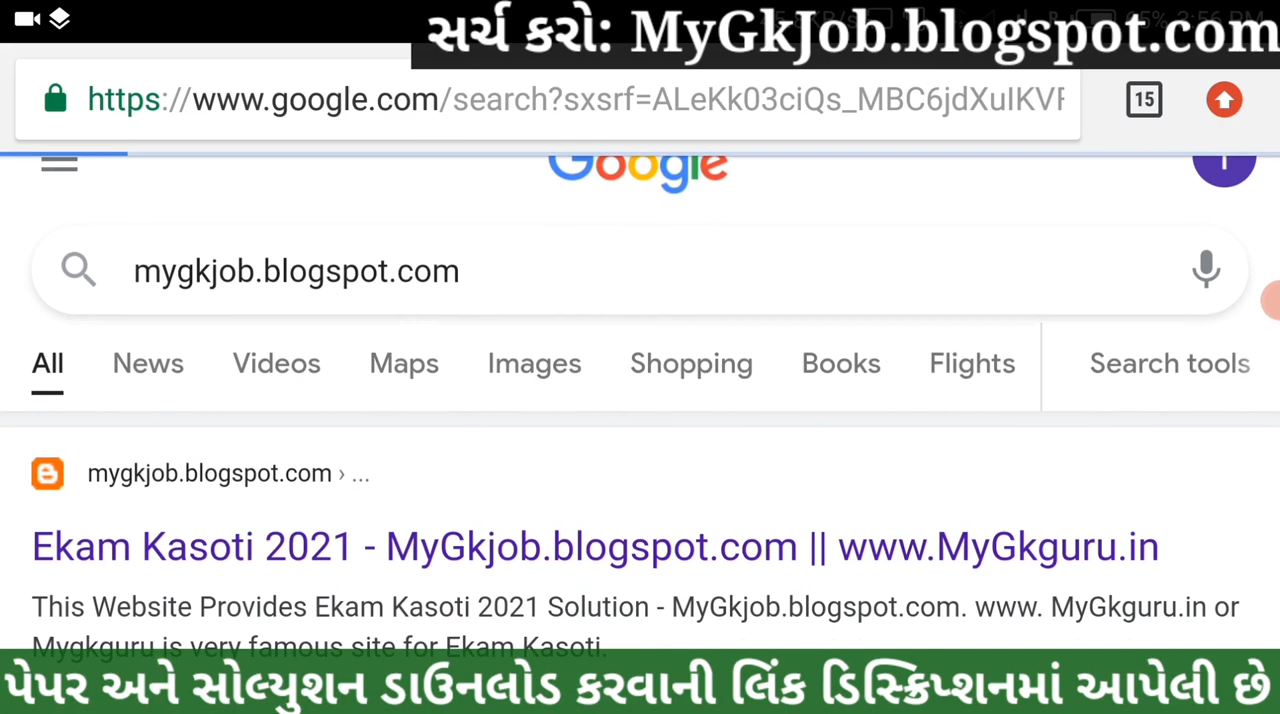 સર્ચ કરો: MyGkJob.blogspot.com
https://www.google.com/search?sxsrf=ALeKk03ciQs_MBC6jdXuIKVF
15
Google
mygkjob.blogspot.com
All News Videos Maps Images Shopping Books Flights Search tools
mygkjob.blogspot.com › ...
Ekam Kasoti 2021 - MyGkjob.blogspot.com || www.MyGkguru.in
This Website Provides Ekam Kasoti 2021 Solution - MyGkjob.blogspot.com. www. MyGkguru.in or
Mygkguru is very famous site for Ekam Kasoti.
પેપર અને સોલ્યુશન ડાઉનલોડ કરવાની લિંક ડિસ્ક્રિપ્શનમાં આપેલી છે